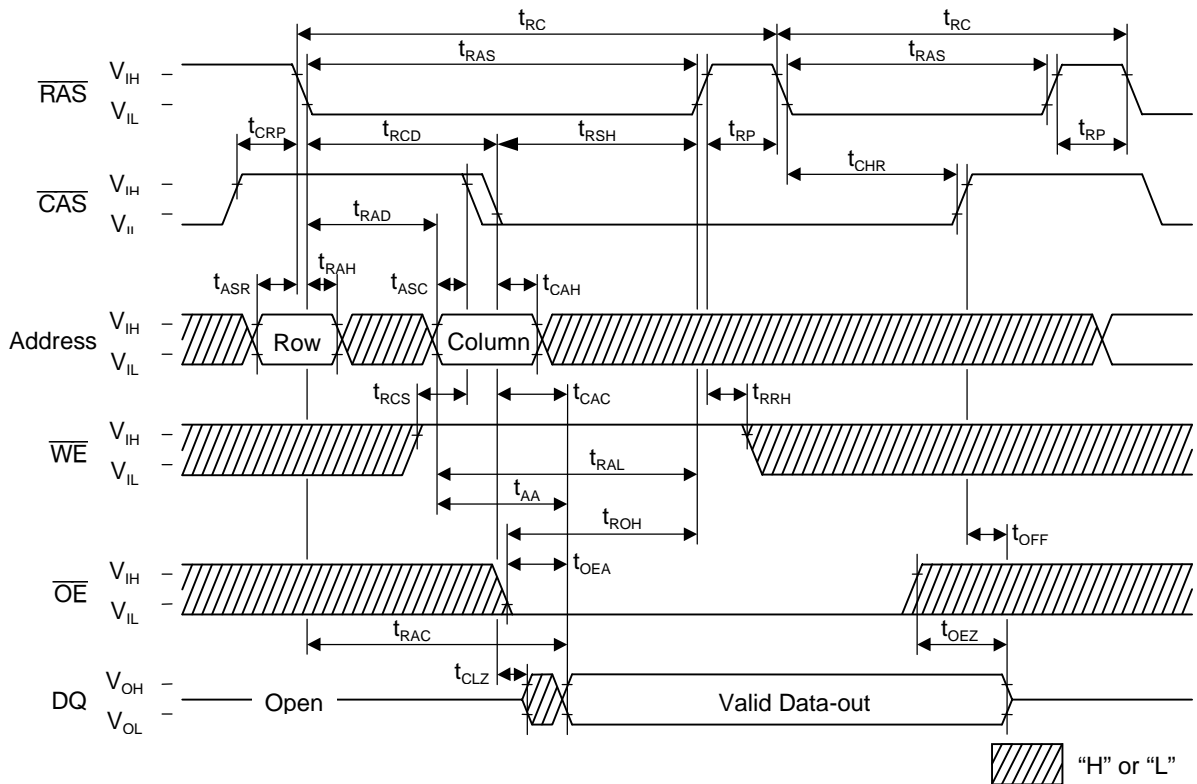 tRC tRC
tRAS tRAS
RAS VIH
VIL
tCRP tRCD tRSH tRP tRP
tCHR
CAS VIH
VIL
tRAD
tASR tRAH tASC tCAH
Address VIH Row Column
VIL
tRCS tCAC tRRH
WE VIH
VIL
tRAL
tAA
tROH
tOFF
tOEA
OE VIH
VIL
tRAC tOEZ
tCLZ
DQ VOH Open Valid Data-out
VOL
“H” or “L”